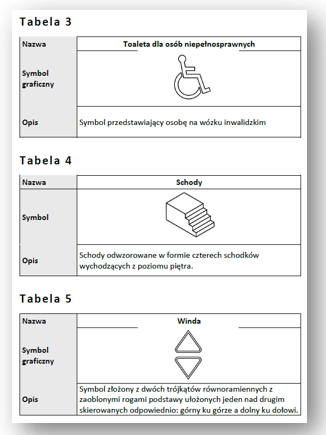 Tabela 3
Nazwa Toaleta dla osób niepełnosprawnych
Symbol
graficzny
Opis Symbol przedstawiający osobę na wózku inwalidzkim
Tabela 4
Nazwa Schody
Symbol
Opis
Schody odwzorowane w formie czterech schodków
wychodzących z poziomu piętra.
Tabela 5
Nazwa Winda
Symbol
graficzny
Opis
Symbol złożony z dwóch trójkątów równoramiennych z
zaoblonymi rogami podstawy ułożonych jeden nad drugim
skierowanych odpowiednio: górny ku górze a dolny ku dołowi.